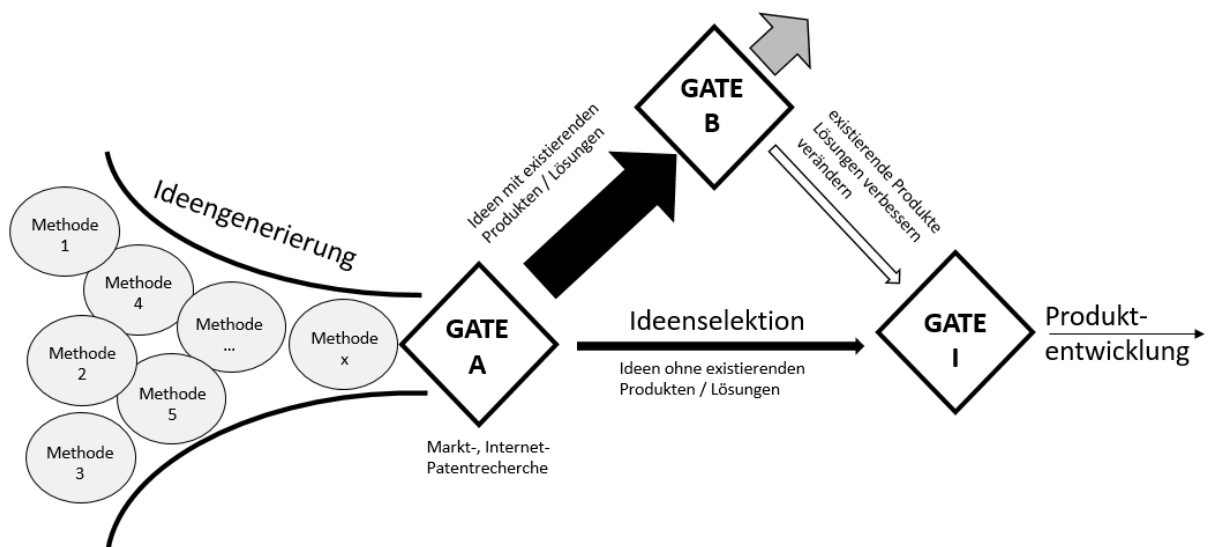 Ideengenerierung
Methode
1
Methode
4
Methode
...
Methode
x
Methode
2
Methode
5
Methode
3
GATE
A
Markt-, Internet-
Patentrecherche
Ideen mit existierenden
Produkten / Lösungen
GATE
B
existierende Produkte
Lösungen verbessern
verändern
Ideenselektion
Ideen ohne existierenden
Produkten / Lösungen
GATE
I
Produkt-
entwicklung